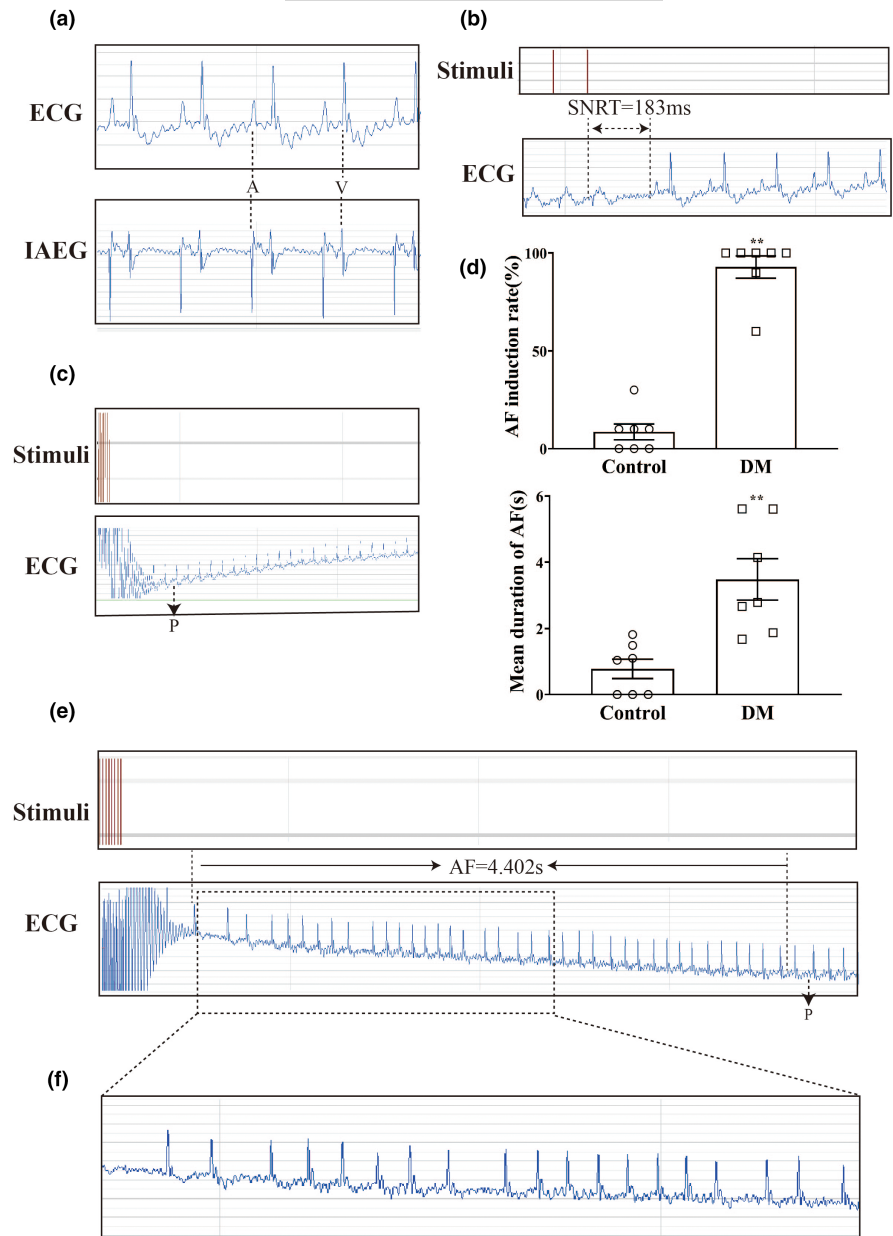 (a)
ECG
A
V
IAEG
(b)
Stimuli
SNRT=183ms
ECG
(c)
Stimuli
ECG
P
(d)
**
AF induction rate(%)
100
50
0
Control
DM
**
Mean duration of AF(s)
6
4
2
0
Control
DM
(e)
Stimuli
AF=4.402s
ECG
P
(f)